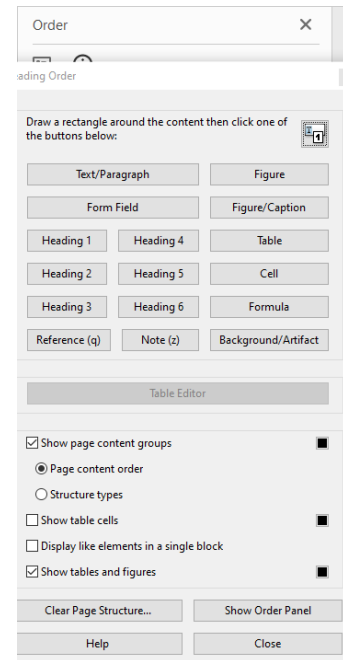 Order
ading Order
Draw a rectangle around the content then click one of
the buttons below:
1
Text/Paragraph Figure
Form Field Figure/Caption
Heading 1 Heading 4 Table
Heading 2 Heading 5 Cell
Heading 3 Heading 6 Formula
Reference (q) Note (z) Background/Artifact
Table Editor
Show page content groups
Page content order
Structure types
Show table cells
Display like elements in a single block
Show tables and figures
Clear Page Structure... Show Order Panel
Help Close